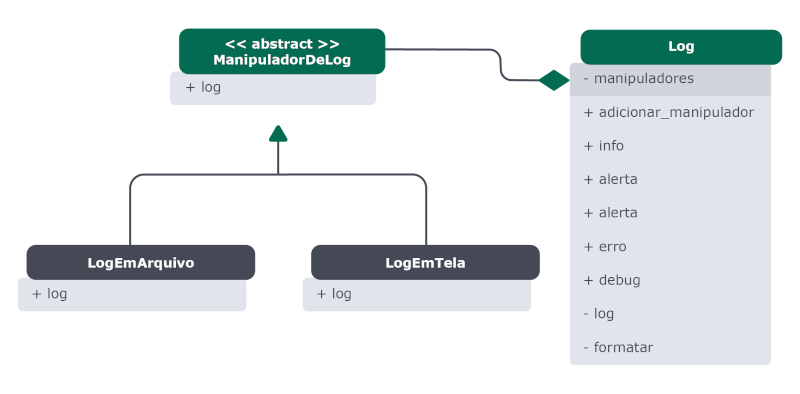 << abstract >>
ManipuladorDeLog
+ log
Log
- manipuladores
+ adicionar_manipulador
+ info
+ alerta
+ alerta
+ erro
+ debug
- log
- formatar
LogEmArquivo
+ log
LogEmTela
+ log